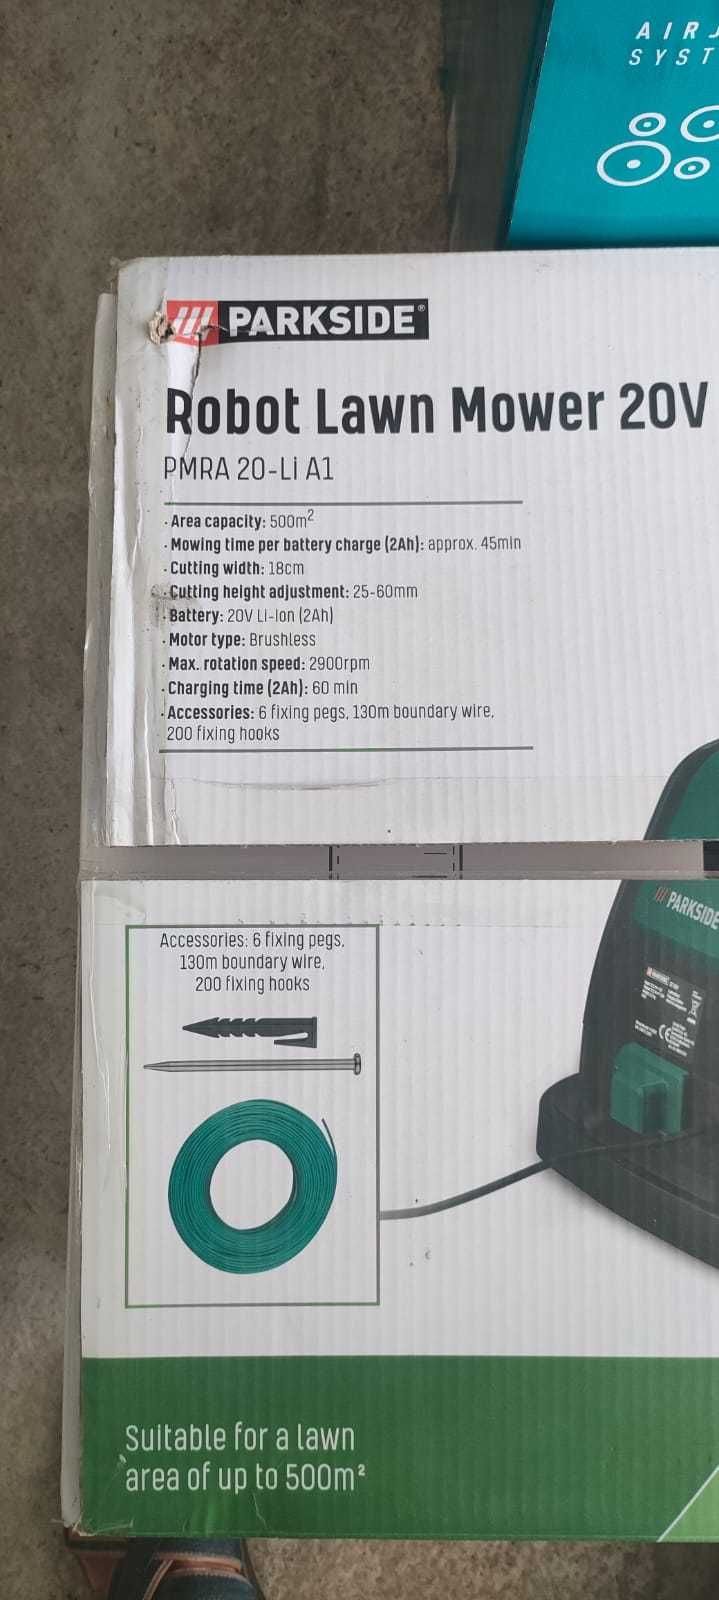 AIR
SYST
PARKSIDE®
Robot Lawn Mower 20V
PMRA 20-Li A1
· Area capacity: 500m²
· Mowing time per battery charge (2Ah): approx. 45min
· Cutting width: 18cm
· Cutting height adjustment: 25-60mm
· Battery: 20V Li-Ion (2Ah)
· Motor type: Brushless
· Max. rotation speed: 2900rpm
· Charging time (2Ah): 60 min
· Accessories: 6 fixing pegs, 130m boundary wire,
200 fixing hooks
PARKSIDE
Accessories: 6 fixing pegs,
130m boundary wire,
200 fixing hooks
Suitable for a lawn
area of up to 500m²